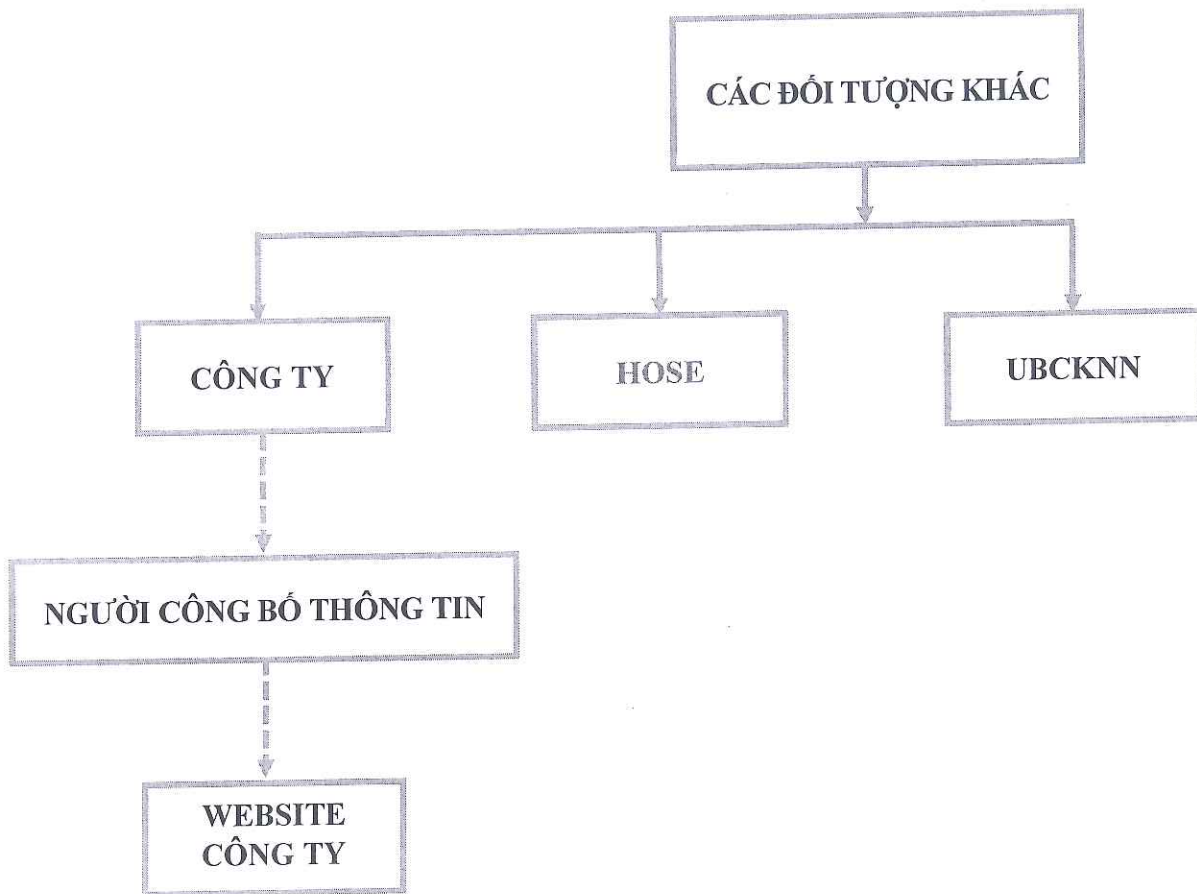 CÁC ĐỐI TƯỢNG KHÁC
CÔNG TY
HOSE
UBCKNN
NGƯỜI CÔNG BỐ THÔNG TIN
WEBSITE
CÔNG TY